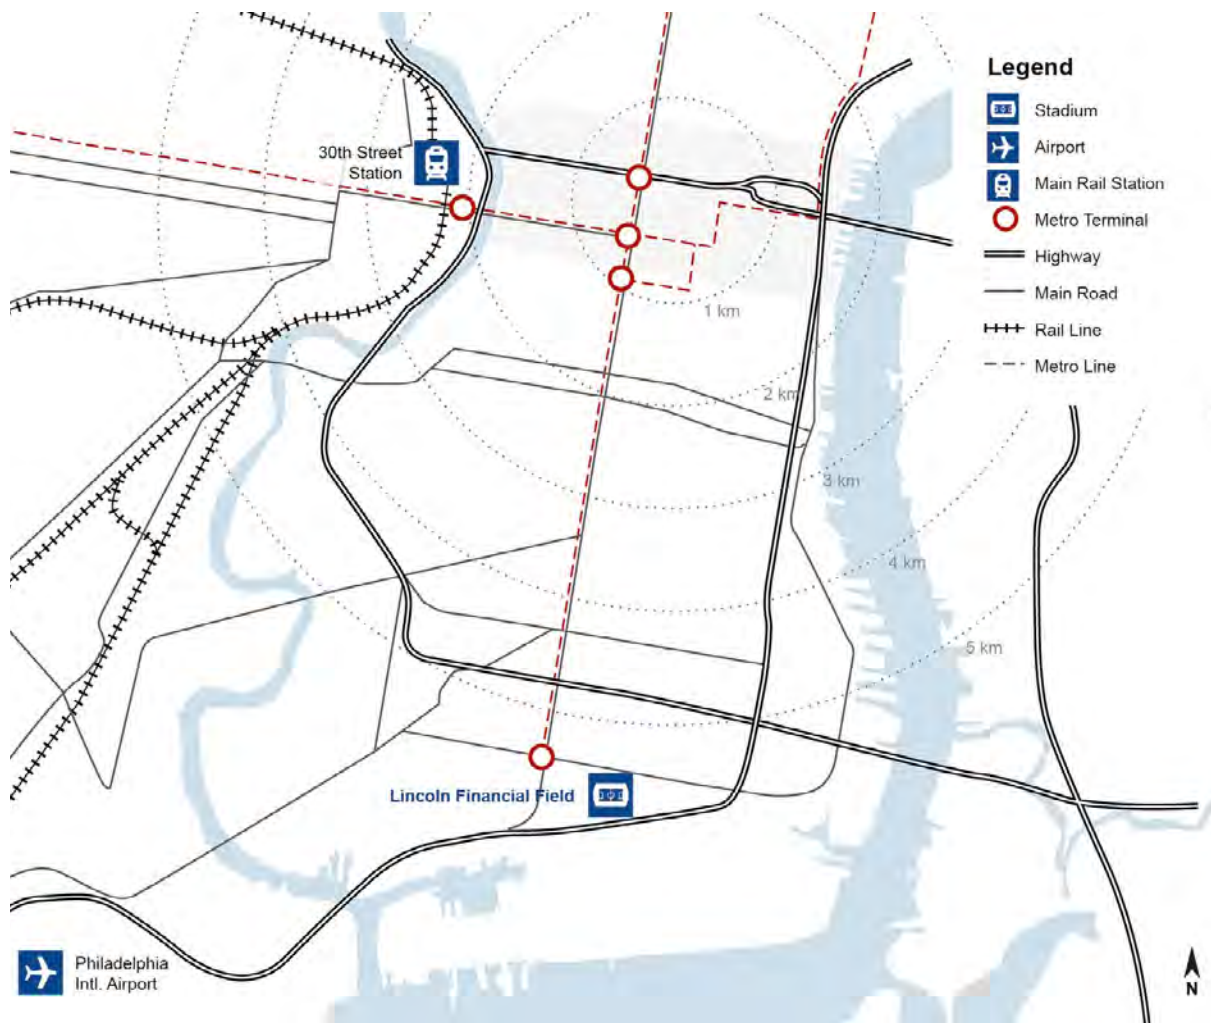 Legend
Stadium
Airport
Main Rail Station
Metro Terminal
Highway
Main Road
Rail Line
Metro Line
30th Street
Station
1 km
2 km
3 km
4 km
5 km
Lincoln Financial Field
Philadelphia
Intl. Airport
N